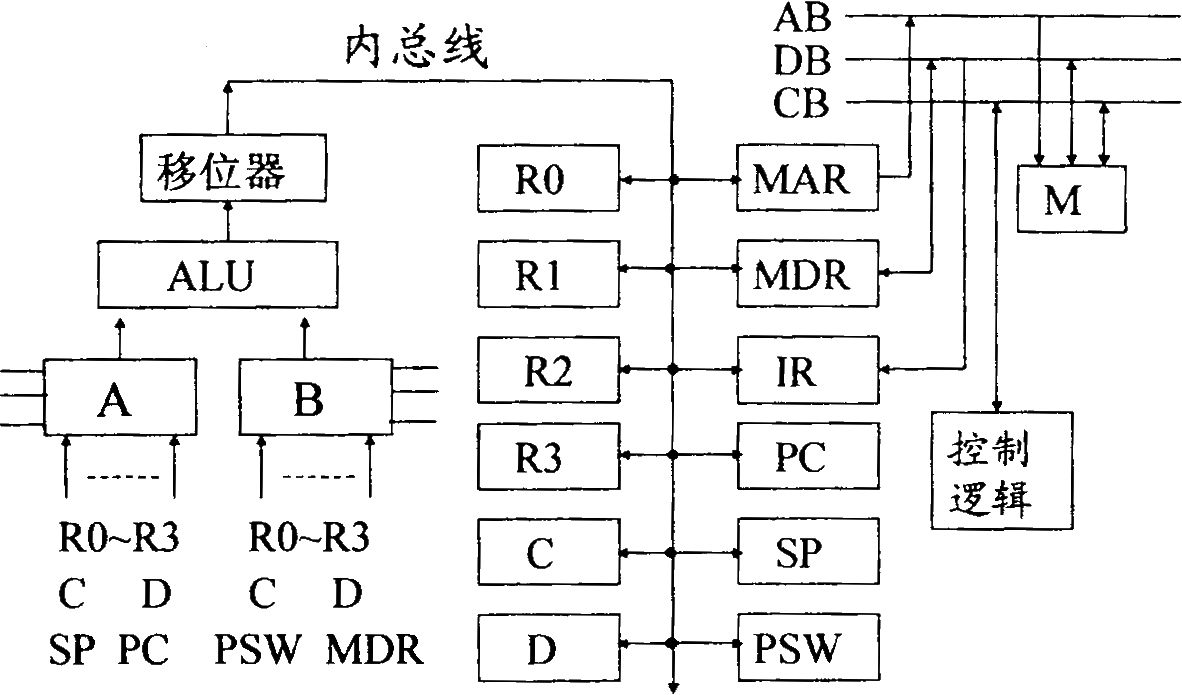 内总线
AB
DB
CB
移位器
R0
MAR
M
ALU
R1
MDR
A
B
R2
IR
R3
PC
控制
逻辑
R0~R3
R0~R3
C
SP
C D
C D
SP PC
PSW MDR
D
PSW